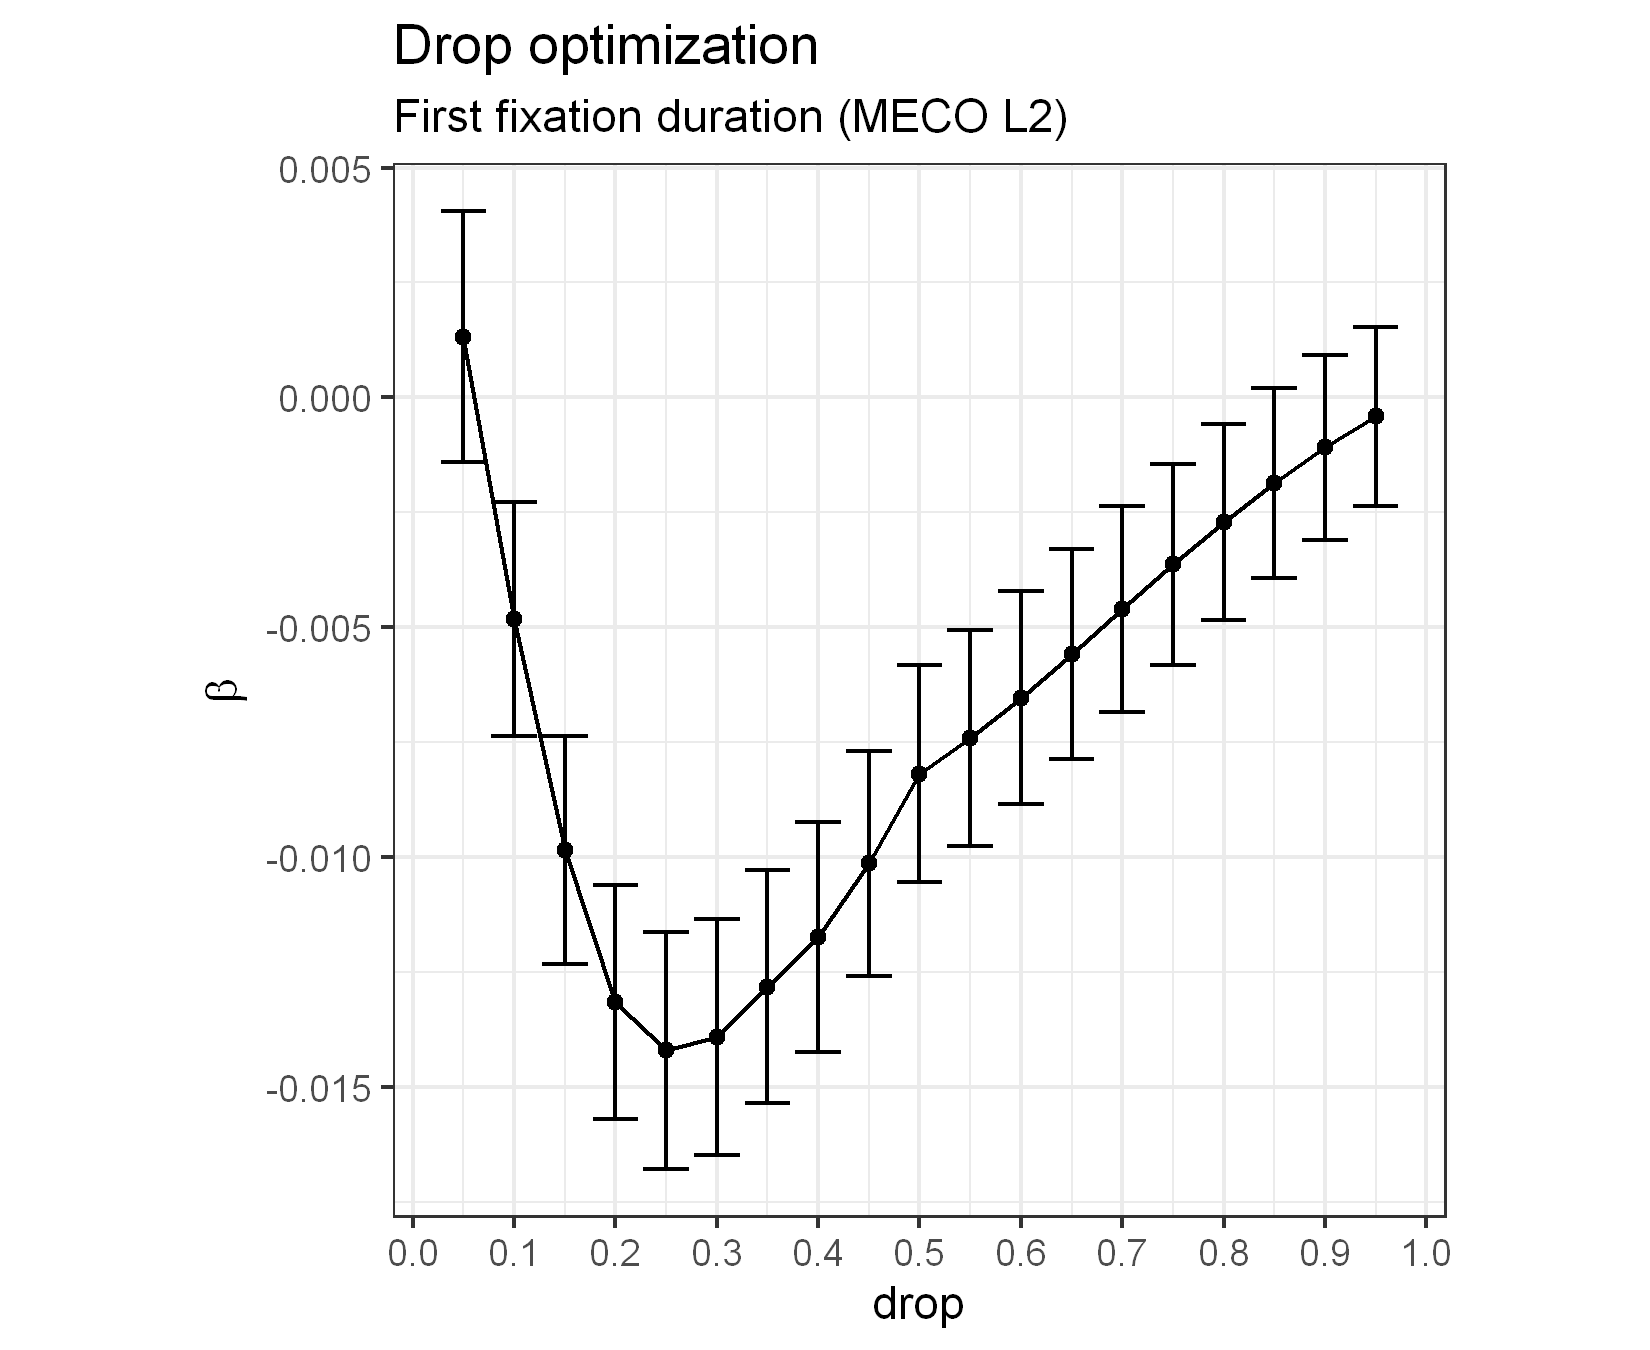 Drop optimization
First fixation duration (MECO L2)
0.005
0.000
-0.005
-0.010
-0.015
β
0.0 0.1 0.2 0.3 0.4 0.5 0.6 0.7 0.8 0.9 1.0
drop